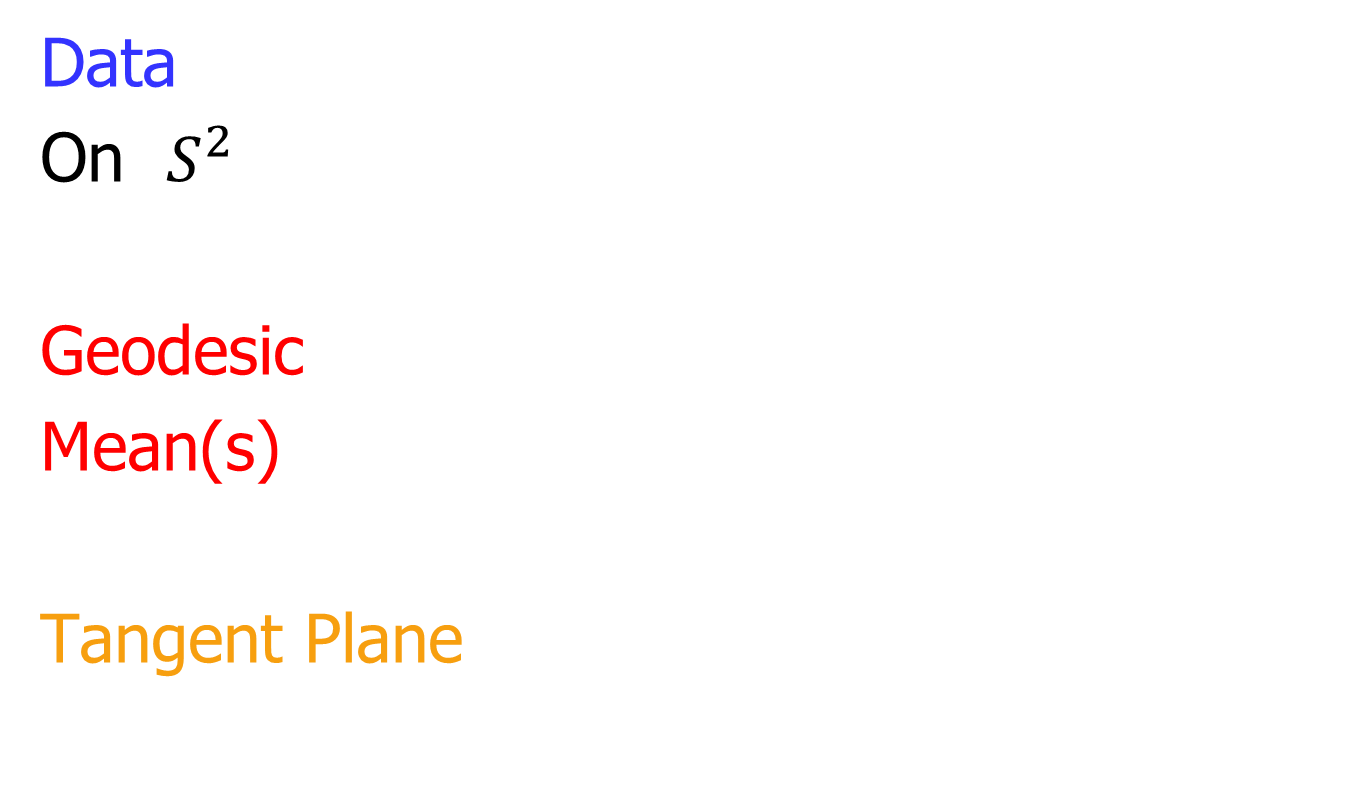 Data
On S²
Geodesic
Mean(s)
Tangent Plane